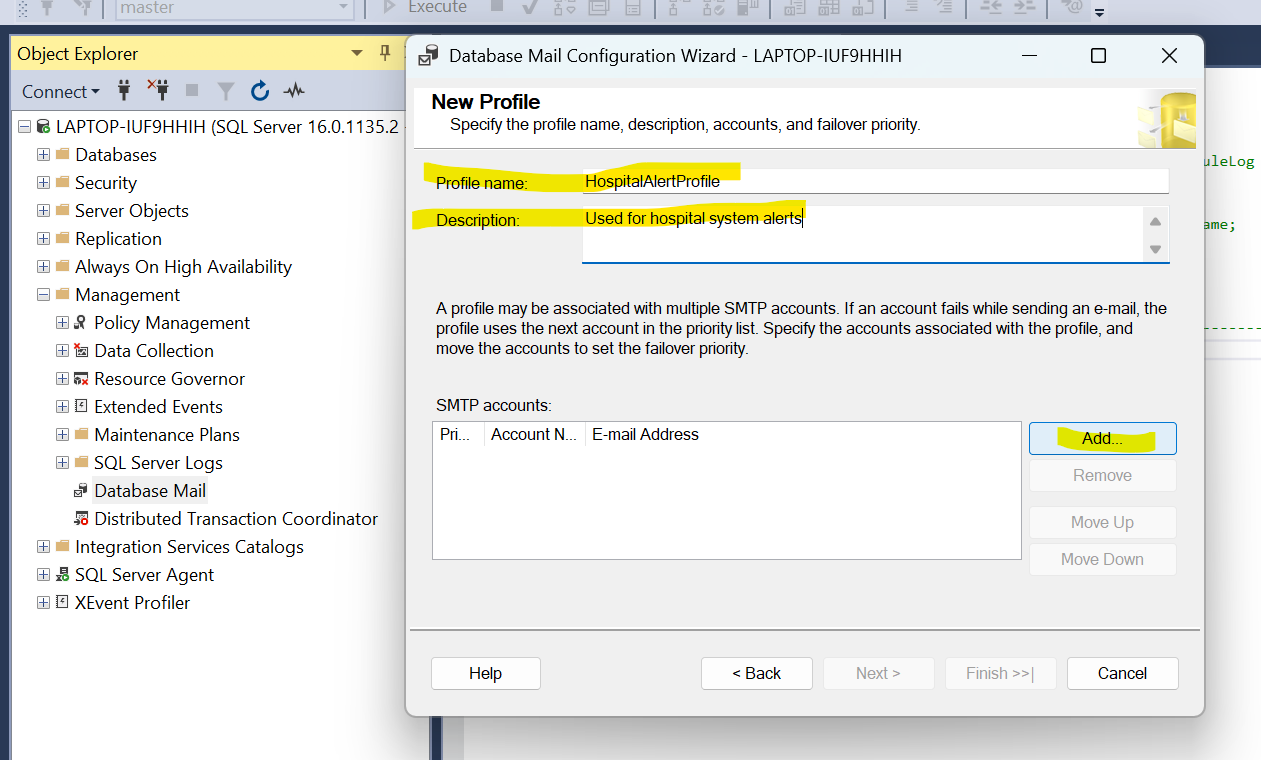 master
Execute
Object Explorer
Connect
LAPTOP-IUF9HHIH (SQL Server 16.0.1135.2
Databases
Security
Server Objects
Replication
Always On High Availability
Management
Policy Management
Data Collection
Resource Governor
Extended Events
Maintenance Plans
SQL Server Logs
Database Mail
Distributed Transaction Coordinator
Integration Services Catalogs
SQL Server Agent
XEvent Profiler
Database Mail Configuration Wizard - LAPTOP-IUF9HHIH
New Profile
Specify the profile name, description, accounts, and failover priority.
Profile name: HospitalAlertProfile
Description: Used for hospital system alerts
A profile may be associated with multiple SMTP accounts. If an account fails while sending an e-mail, the
profile uses the next account in the priority list. Specify the accounts associated with the profile, and
move the accounts to set the failover priority.
SMTP accounts:
Pri... Account N... E-mail Address
Add...
Remove
Move Up
Move Down
Help < Back Next > Finish >>| Cancel
uleLog
ame;